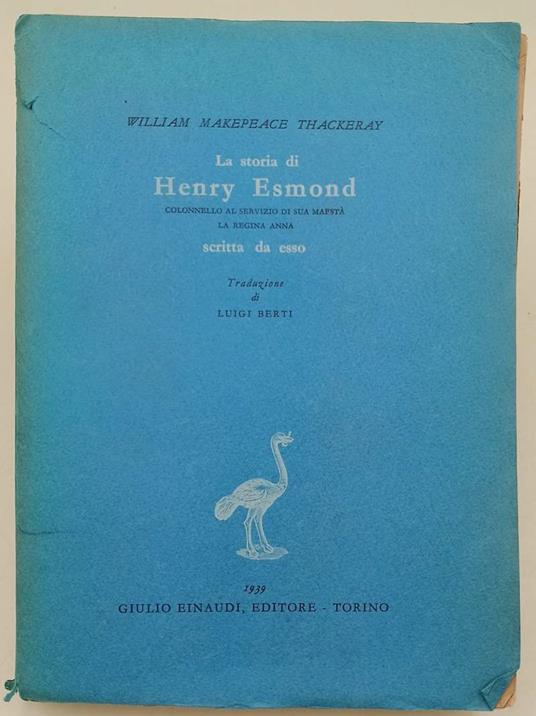 WILLIAM MAKEPEACE THACKERAY
La storia di
Henry Esmond
COLONNELLO AL SERVIZIO DI SUA MAESTÀ
LA REGINA ANNA
scritta da esso
Traduzione
di
LUIGI BERTI
1939
GIULIO EINAUDI, EDITORE - TORINO